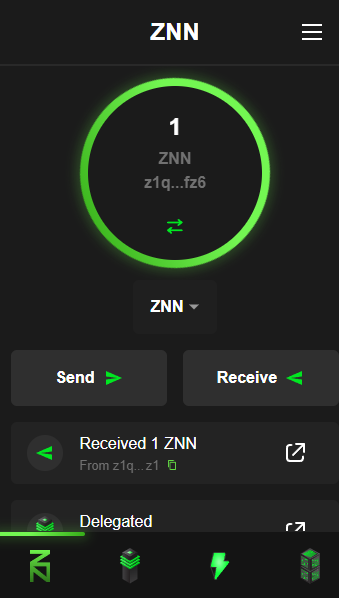 ZNN
1
ZNN
z1q...fz6
ZNN
Send
Receive
Received 1 ZNN
From z1q...z1
Delegated